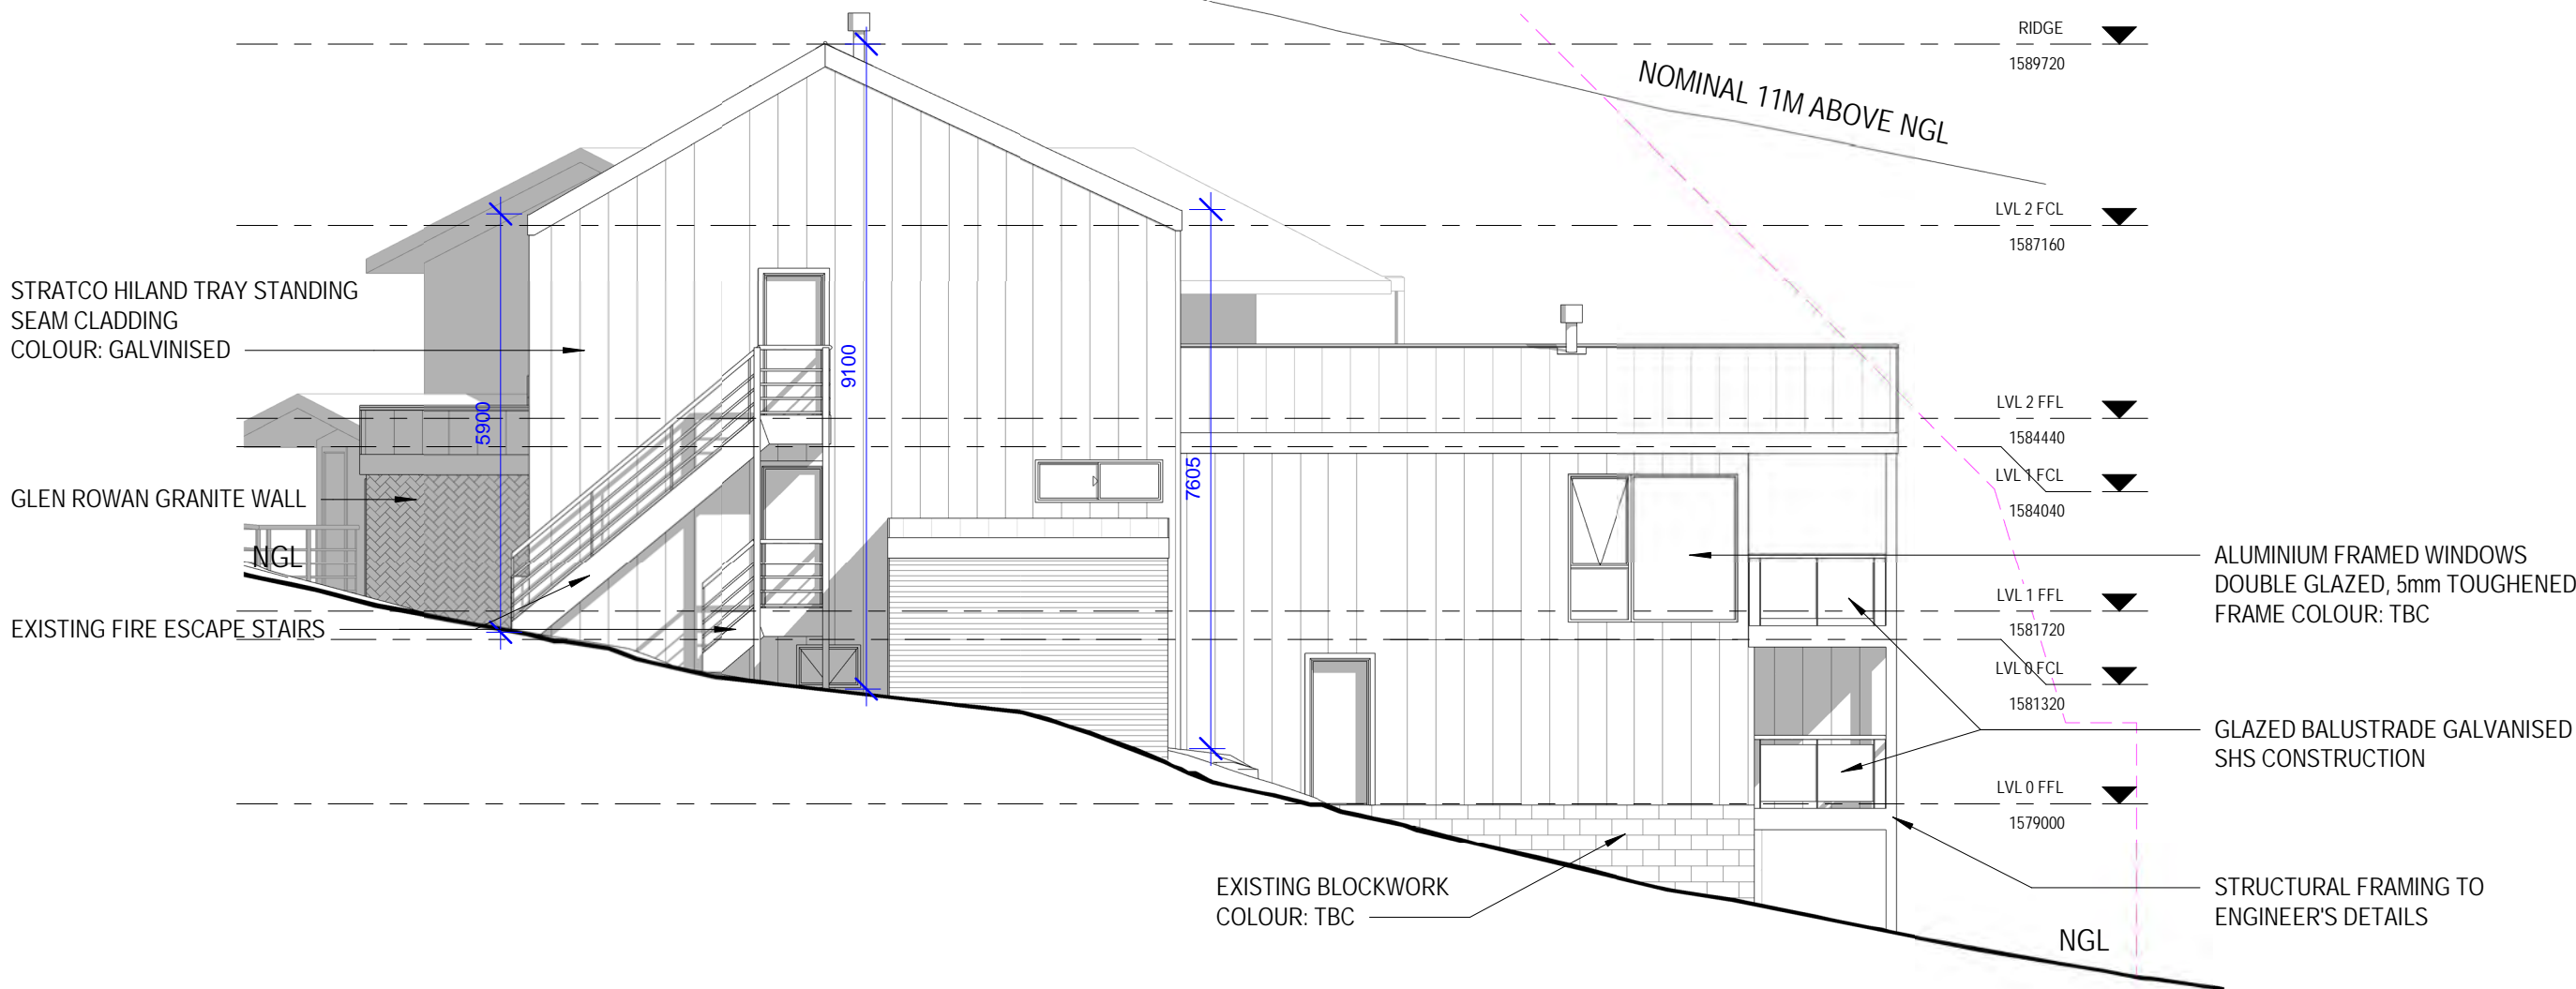 RIDGE
1589720
NOMINAL 11M ABOVE NGL
LVL 2 FCL
1587160
STRATCO HILAND TRAY STANDING
SEAM CLADDING
COLOUR: GALVINISED
9100
5900
7605
LVL 2 FFL
1584440
LVL 1 FCL
1584040
GLEN ROWAN GRANITE WALL
NGL
ALUMINIUM FRAMED WINDOWS
DOUBLE GLAZED, 5mm TOUGHENED
FRAME COLOUR: TBC
LVL 1 FFL
1581720
EXISTING FIRE ESCAPE STAIRS
LVL 0 FCL
1581320
GLAZED BALUSTRADE GALVANISED
SHS CONSTRUCTION
LVL 0 FFL
1579000
EXISTING BLOCKWORK
COLOUR: TBC
STRUCTURAL FRAMING TO
ENGINEER'S DETAILS
NGL